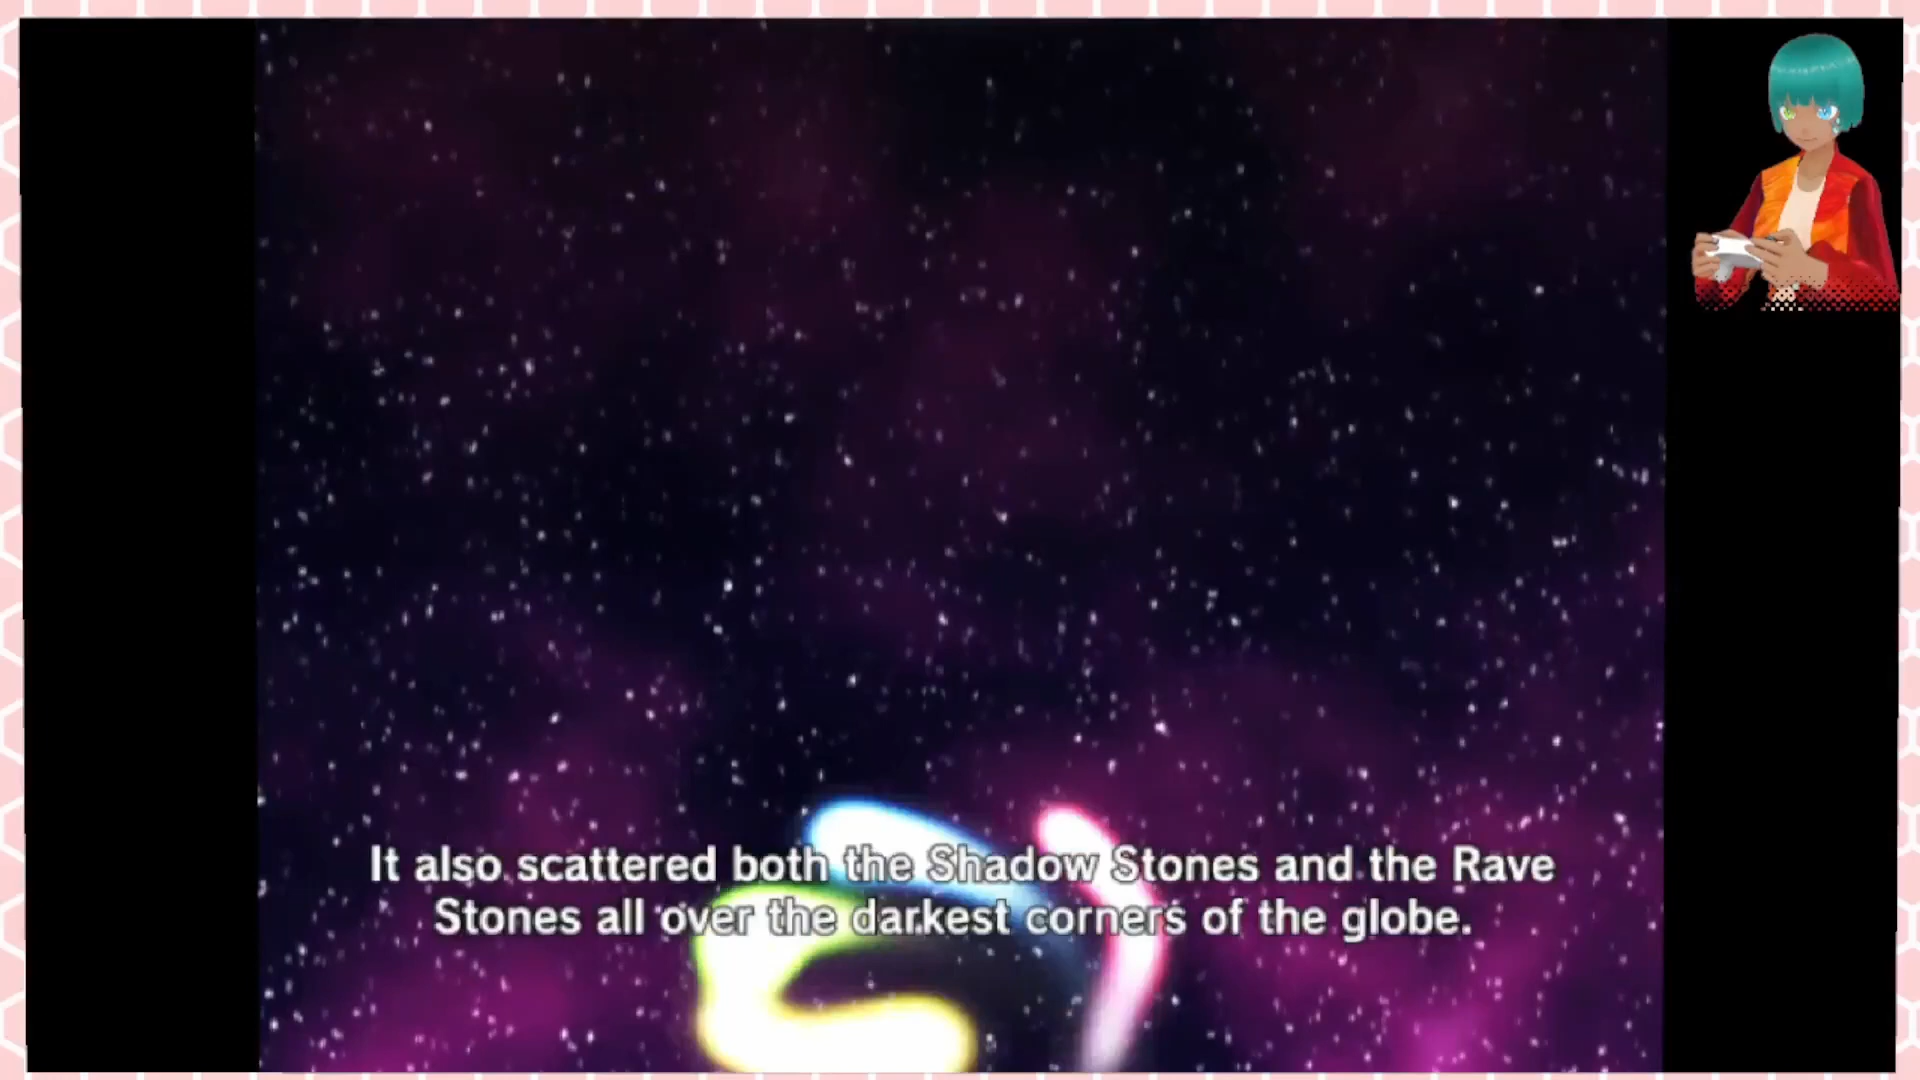 It also scattered both the Shadow Stones and the Rave
Stones all over the darkest corners of the globe.